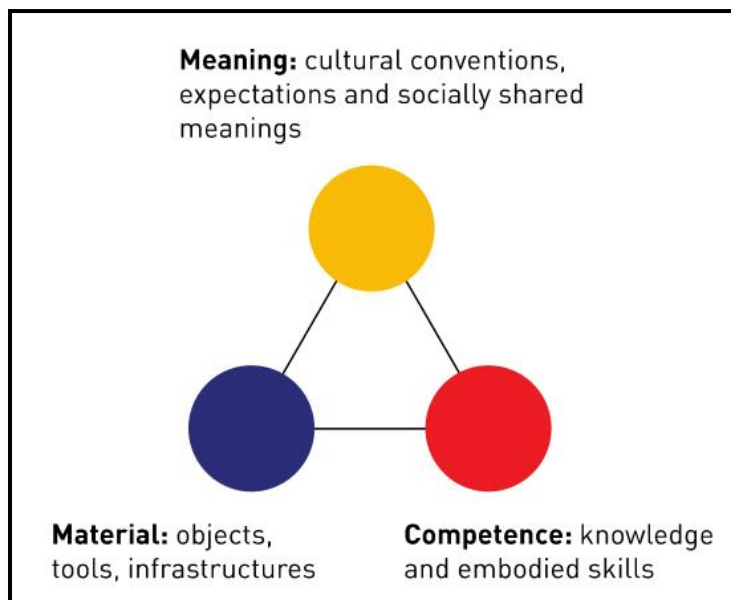 Meaning: cultural conventions,
expectations and socially shared
meanings
Material: objects,
tools, infrastructures
Competence: knowledge
and embodied skills